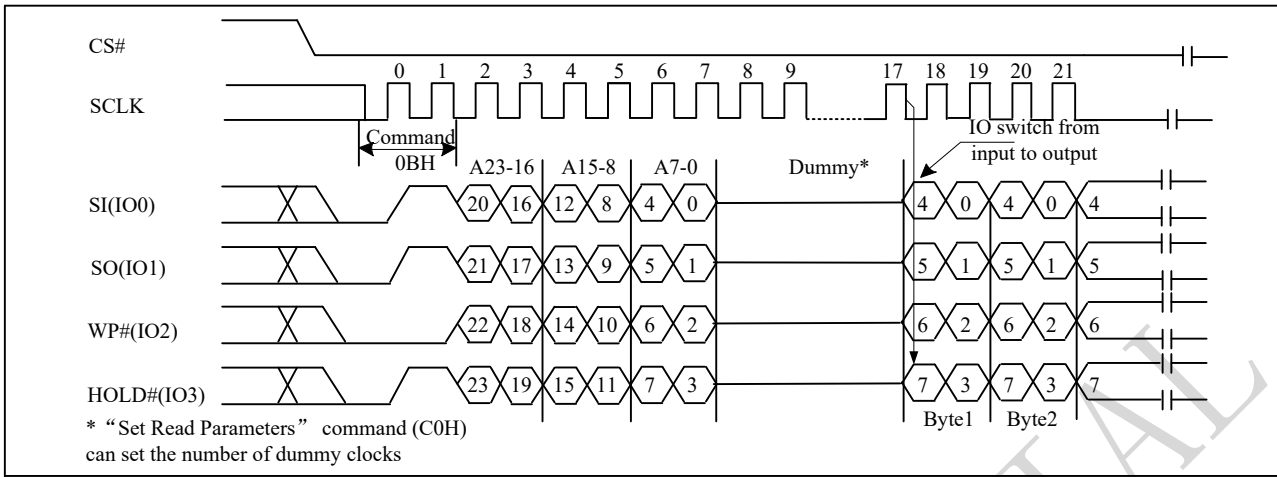 CS#
0 1 2 3 4 5 6 7 8 9 17 18 19 20 21
SCLK
Command
0BH
IO switch from
input to output
A23-16 A15-8 A7-0 Dummy*
SI(IO0) 20 16 12 8 4 0 4 0 4 0 4
SO(IO1) 21 17 13 9 5 1 5 1 5 1 5
WP#(IO2) 22 18 14 10 6 2 6 2 6 2 6
HOLD#(IO3) 23 19 15 11 7 3 7 3 7 3 7
Byte1 Byte2
* “Set Read Parameters” command (C0H)
can set the number of dummy clocks